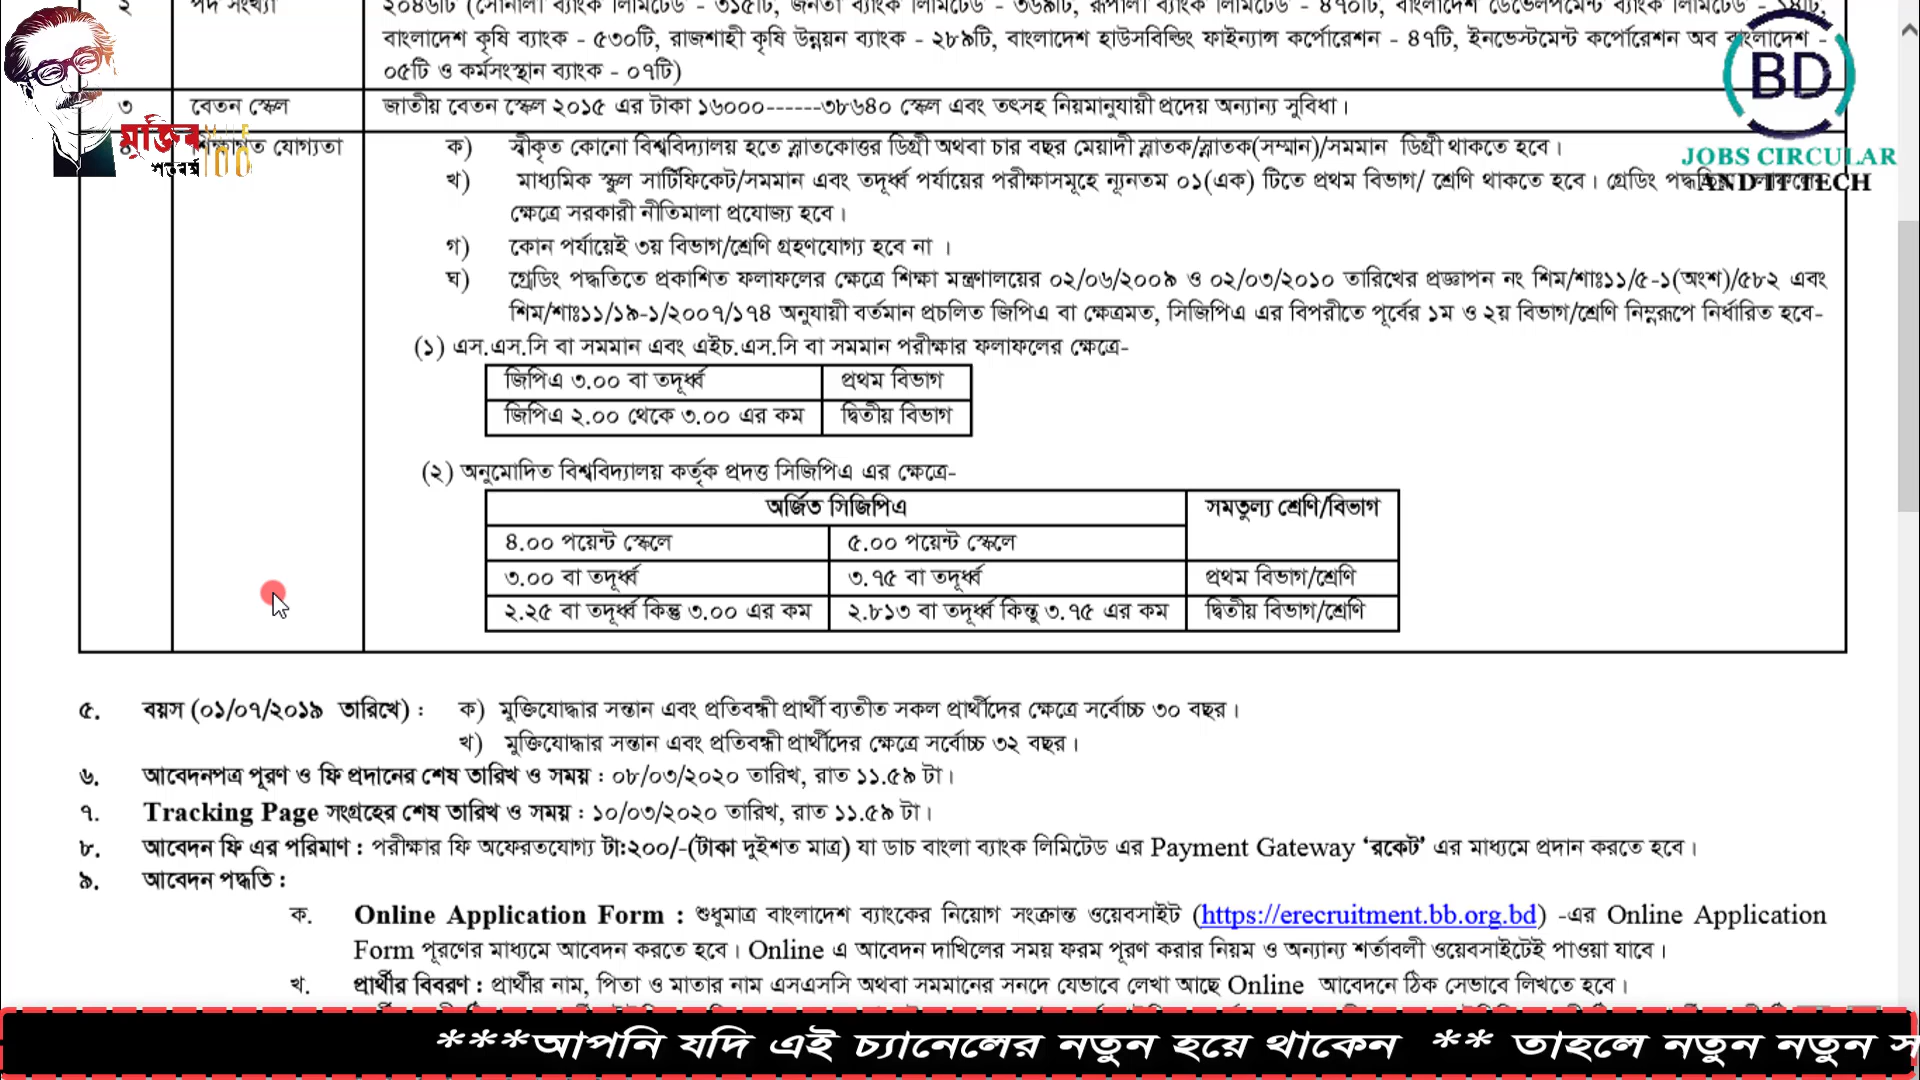 ২ পদ সংখ্যা ২০৪৬টি (সোনালী ব্যাংক লিমিটেড - ৩১৫টি, জনতা ব্যাংক লিমিটেড - ৩৬৯টি, রূপালী ব্যাংক লিমিটেড - ৪৭০টি, বাংলাদেশ ডেভেলপমেন্ট ব্যাংক লিমিটেড - ১৪টি,
বাংলাদেশ কৃষি ব্যাংক - ৫৩০টি, রাজশাহী কৃষি উন্নয়ন ব্যাংক - ২৮৯টি, বাংলাদেশ হাউসবিল্ডিং ফাইন্যান্স কর্পোরেশন - ৪৭টি, ইনভেস্টমেন্ট কর্পোরেশন অব বাংলাদেশ -
০৫টি ও কর্মসংস্থান ব্যাংক - ০৭টি)
BD
JOBS CIRCULAR
AND IT TECH
মুজিব
শতবর্ষ 100
৩ বেতন স্কেল জাতীয় বেতন স্কেল ২০১৫ এর টাকা ১৬০০০------৩৮৬৪০ স্কেল এবং তৎসহ নিয়মানুযায়ী প্রদেয় অন্যান্য সুবিধা।
৪ শিক্ষাগত যোগ্যতা ক) স্বীকৃত কোনো বিশ্ববিদ্যালয় হতে স্নাতকোত্তর ডিগ্রী অথবা চার বছর মেয়াদী স্নাতক/স্নাতক(সম্মান)/সমমান ডিগ্রী থাকতে হবে।
খ) মাধ্যমিক স্কুল সার্টিফিকেট/সমমান এবং তদূর্ধ্ব পর্যায়ের পরীক্ষাসমূহে ন্যূনতম ০১(এক) টিতে প্রথম বিভাগ/ শ্রেণি থাকতে হবে। গ্রেডিং
ক্ষেত্রে সরকারী নীতিমালা প্রযোজ্য হবে।
গ) কোন পর্যায়েই ৩য় বিভাগ/শ্রেণি গ্রহণযোগ্য হবে না ।
ঘ) গ্রেডিং পদ্ধতিতে প্রকাশিত ফলাফলের ক্ষেত্রে শিক্ষা মন্ত্রণালয়ের ০২/০৬/২০০৯ ও ০২/০৩/২০১০ তারিখের প্রজ্ঞাপন নং শিম/শাঃ১১/৫-১(অংশ)/৫৮২ এবং
শিম/শাঃ১১/১৯-১/২০০৭/১৭৪ অনুযায়ী বর্তমান প্রচলিত জিপিএ বা ক্ষেত্রমত, সিজিপিএ এর বিপরীতে পূর্বের ১ম ও ২য় বিভাগ/শ্রেণি নিম্নরূপে নির্ধারিত হবে-
(১) এস.এস.সি বা সমমান এবং এইচ.এস.সি বা সমমান পরীক্ষার ফলাফলের ক্ষেত্রে-
জিপিএ ৩.০০ বা তদূর্ধ্ব প্রথম বিভাগ
জিপিএ ২.০০ থেকে ৩.০০ এর কম দ্বিতীয় বিভাগ
(২) অনুমোদিত বিশ্ববিদ্যালয় কর্তৃক প্রদত্ত সিজিপিএ এর ক্ষেত্রে-
অর্জিত সিজিপিএ সমতুল্য শ্রেণি/বিভাগ
৪.০০ পয়েন্ট স্কেলে ৫.০০ পয়েন্ট স্কেলে
৩.০০ বা তদূর্ধ্ব ৩.৭৫ বা তদূর্ধ্ব প্রথম বিভাগ/শ্রেণি
২.২৫ বা তদূর্ধ্ব কিন্তু ৩.০০ এর কম ২.৮১৩ বা তদূর্ধ্ব কিন্তু ৩.৭৫ এর কম দ্বিতীয় বিভাগ/শ্রেণি
৫. বয়স (০১/০৭/২০১৯ তারিখে) : ক) মুক্তিযোদ্ধার সন্তান এবং প্রতিবন্ধী প্রার্থী ব্যতীত সকল প্রার্থীদের ক্ষেত্রে সর্বোচ্চ ৩০ বছর।
খ) মুক্তিযোদ্ধার সন্তান এবং প্রতিবন্ধী প্রার্থীদের ক্ষেত্রে সর্বোচ্চ ৩২ বছর।
৬. আবেদনপত্র পূরণ ও ফি প্রদানের শেষ তারিখ ও সময় : ০৮/০৩/২০২০ তারিখ, রাত ১১.৫৯ টা।
৭. Tracking Page সংগ্রহের শেষ তারিখ ও সময় : ১০/০৩/২০২০ তারিখ, রাত ১১.৫৯ টা।
৮. আবেদন ফি এর পরিমাণ : পরীক্ষার ফি অফেরতযোগ্য টা:২০০/-(টাকা দুইশত মাত্র) যা ডাচ বাংলা ব্যাংক লিমিটেড এর Payment Gateway ‘রকেট’ এর মাধ্যমে প্রদান করতে হবে।
৯. আবেদন পদ্ধতি :
ক. Online Application Form : শুধুমাত্র বাংলাদেশ ব্যাংকের নিয়োগ সংক্রান্ত ওয়েবসাইট (https://erecruitment.bb.org.bd) -এর Online Application
Form পূরণের মাধ্যমে আবেদন করতে হবে। Online এ আবেদন দাখিলের সময় ফরম পূরণ করার নিয়ম ও অন্যান্য শর্তাবলী ওয়েবসাইটেই পাওয়া যাবে।
খ. প্রার্থীর বিবরণ : প্রার্থীর নাম, পিতা ও মাতার নাম এসএসসি অথবা সমমানের সনদে যেভাবে লেখা আছে Online আবেদনে ঠিক সেভাবে লিখতে হবে।
***আপনি যদি এই চ্যানেলের নতুন হয়ে থাকেন ** তাহলে নতুন নতুন স